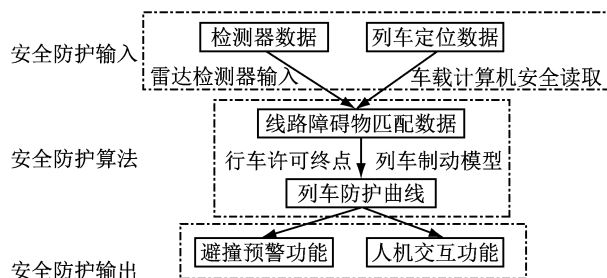 检测器数据 列车定位数据
安全防护输入
雷达检测器输入 车载计算机安全读取
线路障碍物匹配数据
安全防护算法
行车许可终点 列车制动模型
列车防护曲线
避撞预警功能 人机交互功能
安全防护输出